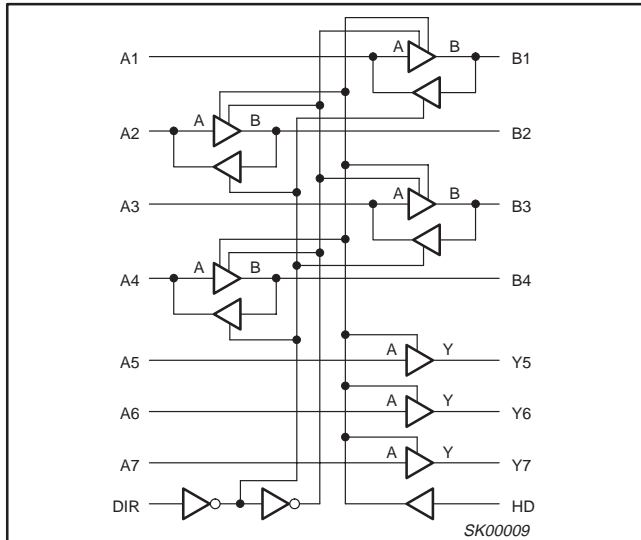 A1 A B B1
A2 A B B2
A3 A B B3
A4 A B B4
A5 A Y Y5
A6 A Y Y6
A7 A Y Y7
DIR HD
SK00009